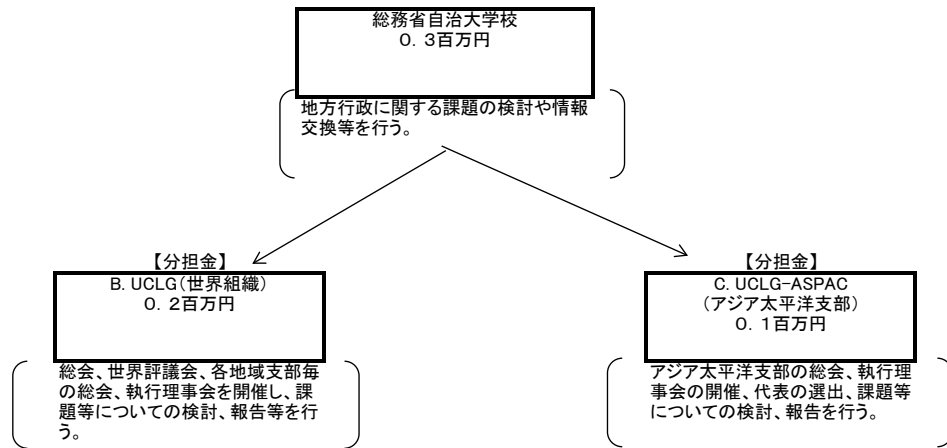 総務省自治大学校
０．３百万円
地方行政に関する課題の検討や情報
交換等を行う。
【分担金】
B. UCLG（世界組織）
０．２百万円
総会、世界評議会、各地域支部毎
の総会、執行理事会を開催し、課
題等についての検討、報告等を行
う。
【分担金】
C. UCLG-ASPAC
（アジア太平洋支部）
０．１百万円
アジア太平洋支部の総会、執行理
事会の開催、代表の選出、課題等
についての検討、報告を行う。